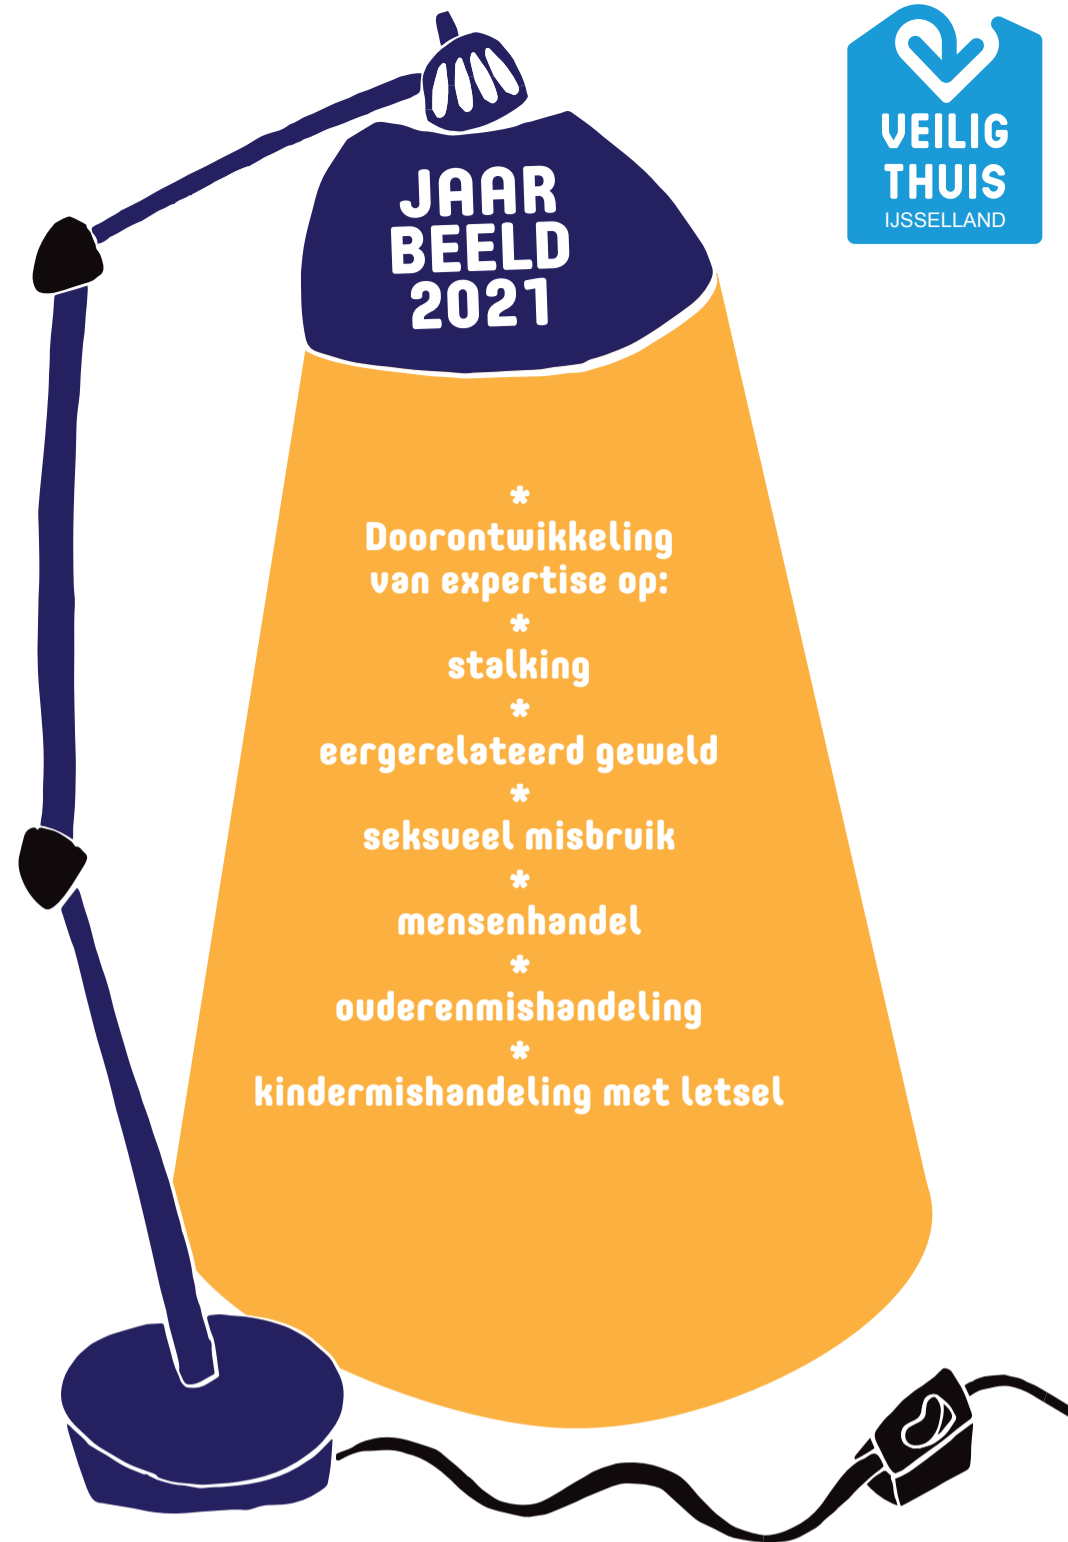 JAAR
BEELD
2021
VEILIG
THUIS
IJSSELLAND
*
Doorontwikkeling
van expertise op:
*
stalking
*
eergerelateerd geweld
*
seksueel misbruik
*
mensenhandel
*
ouderenmishandeling
*
kindermishandeling met letsel